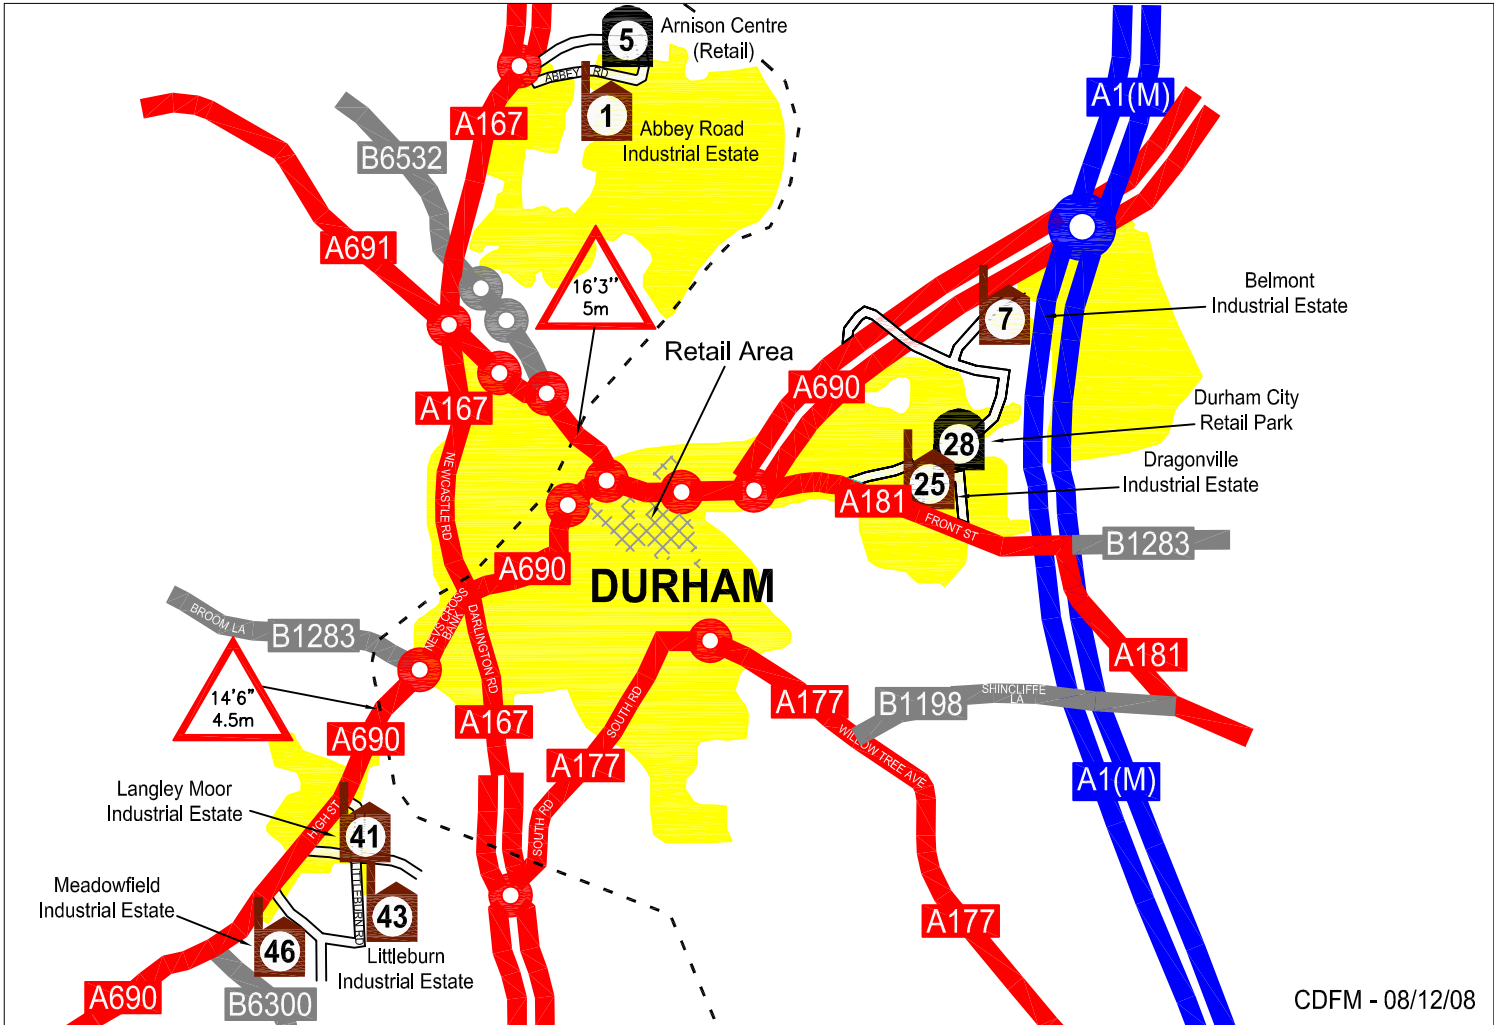 5
Arnison Centre
(Retail)
ABBEY RD
A1(M)
A167
1
Abbey Road
Industrial Estate
B6532
A691
16'3"
5m
Belmont
Industrial Estate
7
Retail Area
A690
A167
Durham City
Retail Park
28
Dragonville
Industrial Estate
25
NEWCASTLE RD
A181
FRONT ST
B1283
A690
DURHAM
BROOM LA
B1283
NEVS CROSS
BANK
DARLINGTON RD
A181
14'6"
4.5m
A690
A167
SOUTH RD
A177
B1198
SHINCLIFFE
LA
WILLOW TREE AVE
A177
A1(M)
Langley Moor
Industrial Estate
HIGH ST
41
SOUTH RD
Meadowfield
Industrial Estate
LITTLEBURN RD
43
A177
46
Littleburn
Industrial Estate
A690
B6300
CDFM - 08/12/08